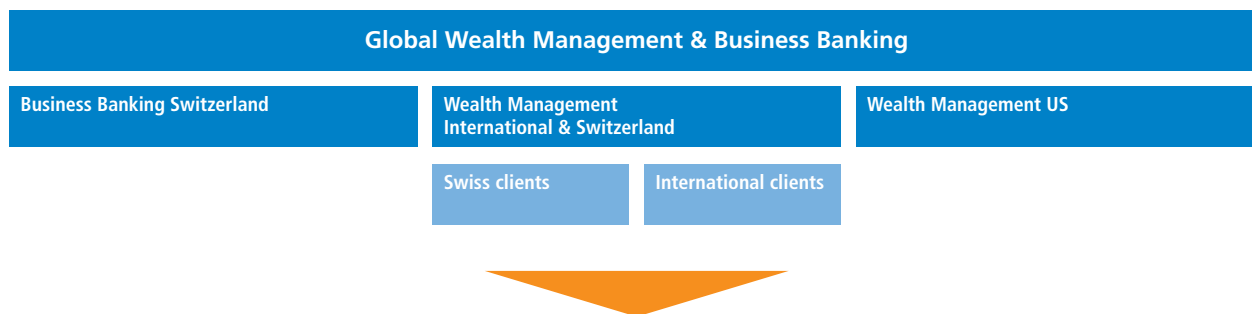 Global Wealth Management & Business Banking
Business Banking Switzerland
Wealth Management
International & Switzerland
Wealth Management US
Swiss clients
International clients